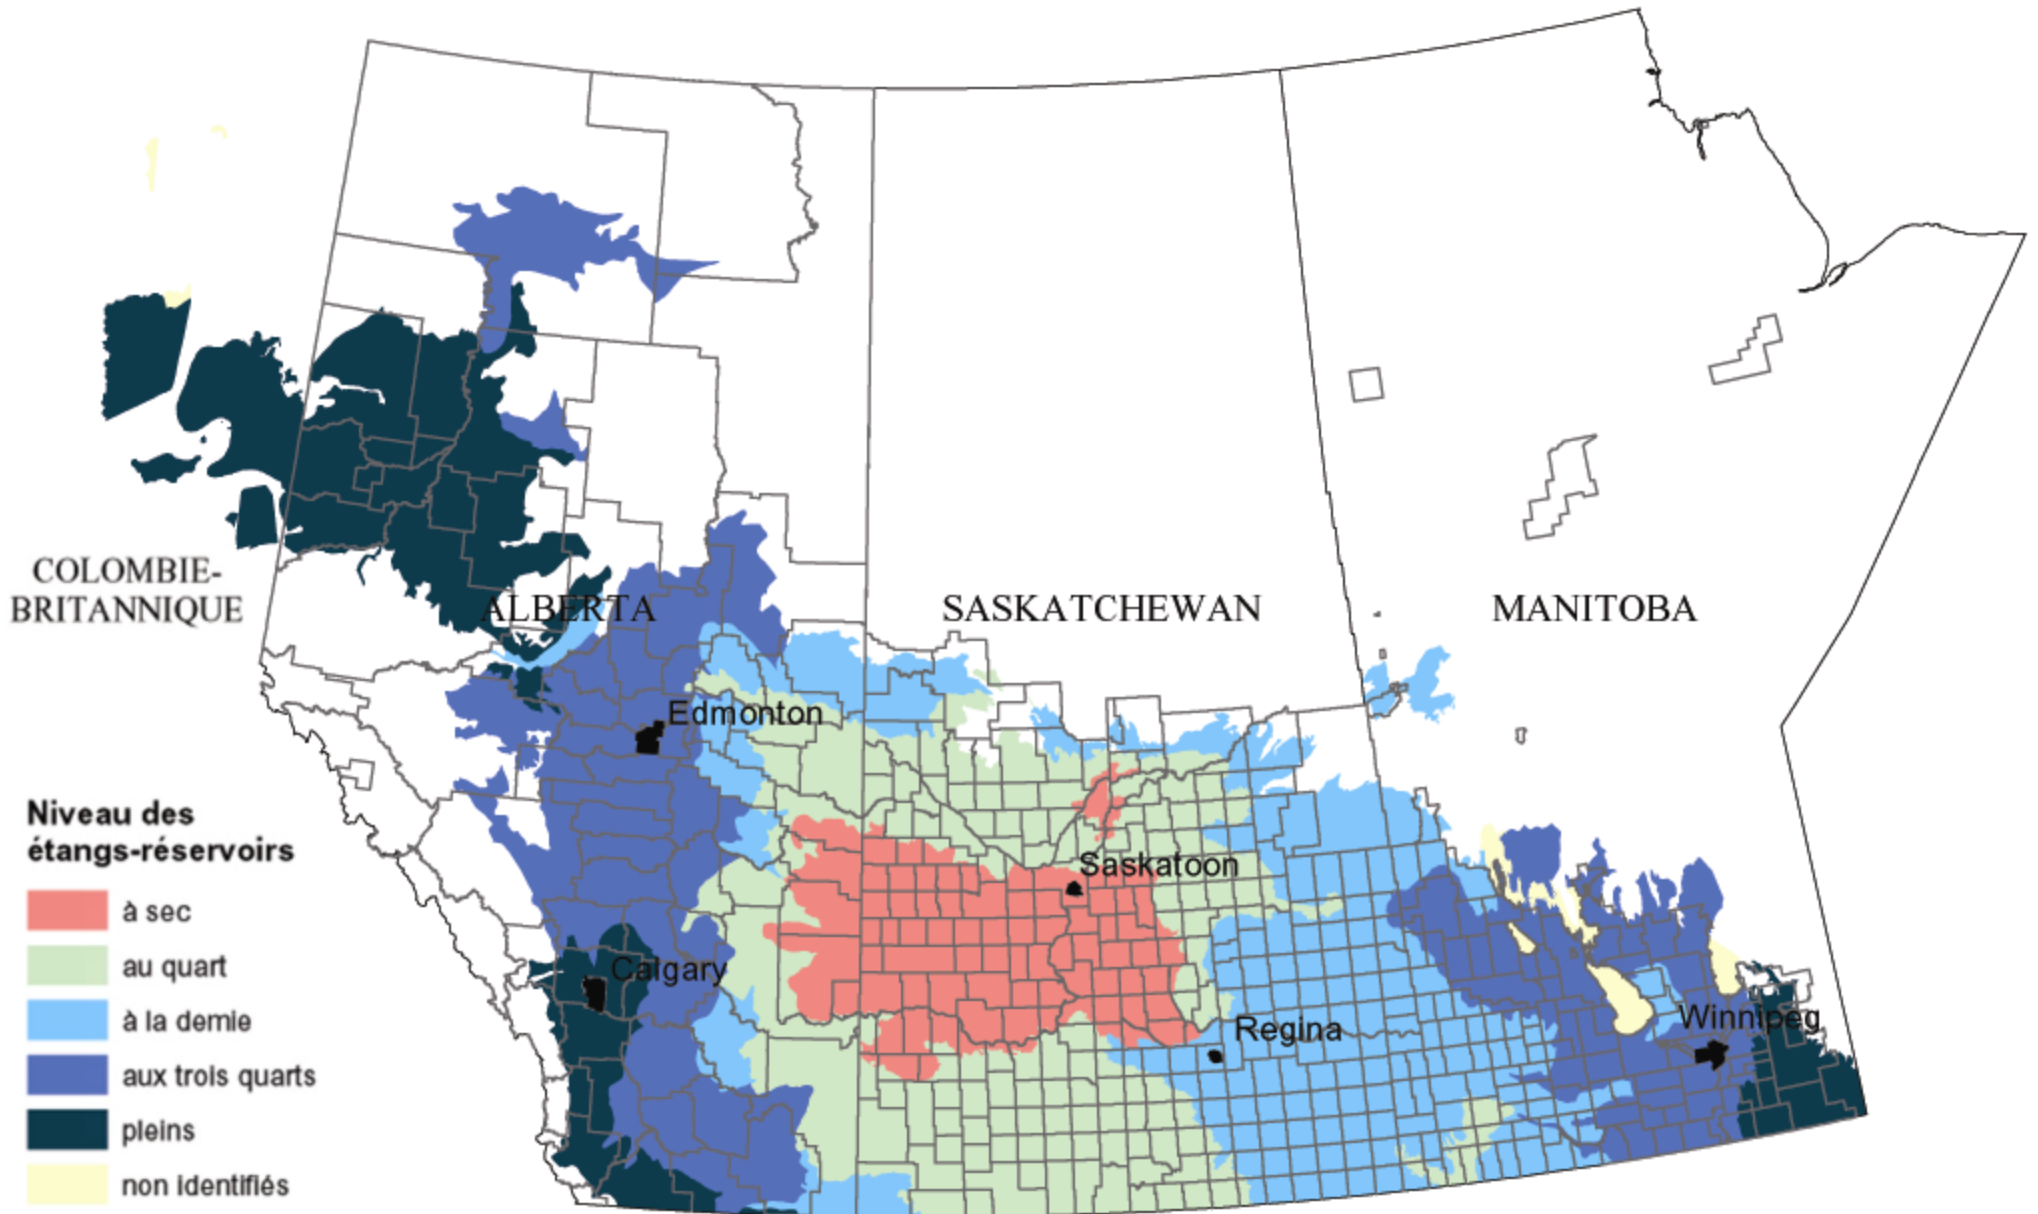 COLOMBIE-
BRITANNIQUE
ALBERTA
SASKATCHEWAN
MANITOBA
Edmonton
Saskatoon
Calgary
Regina
Winnipeg
Niveau des
étangs-réservoirs
à sec
au quart
à la demie
aux trois quarts
pleins
non identifiés